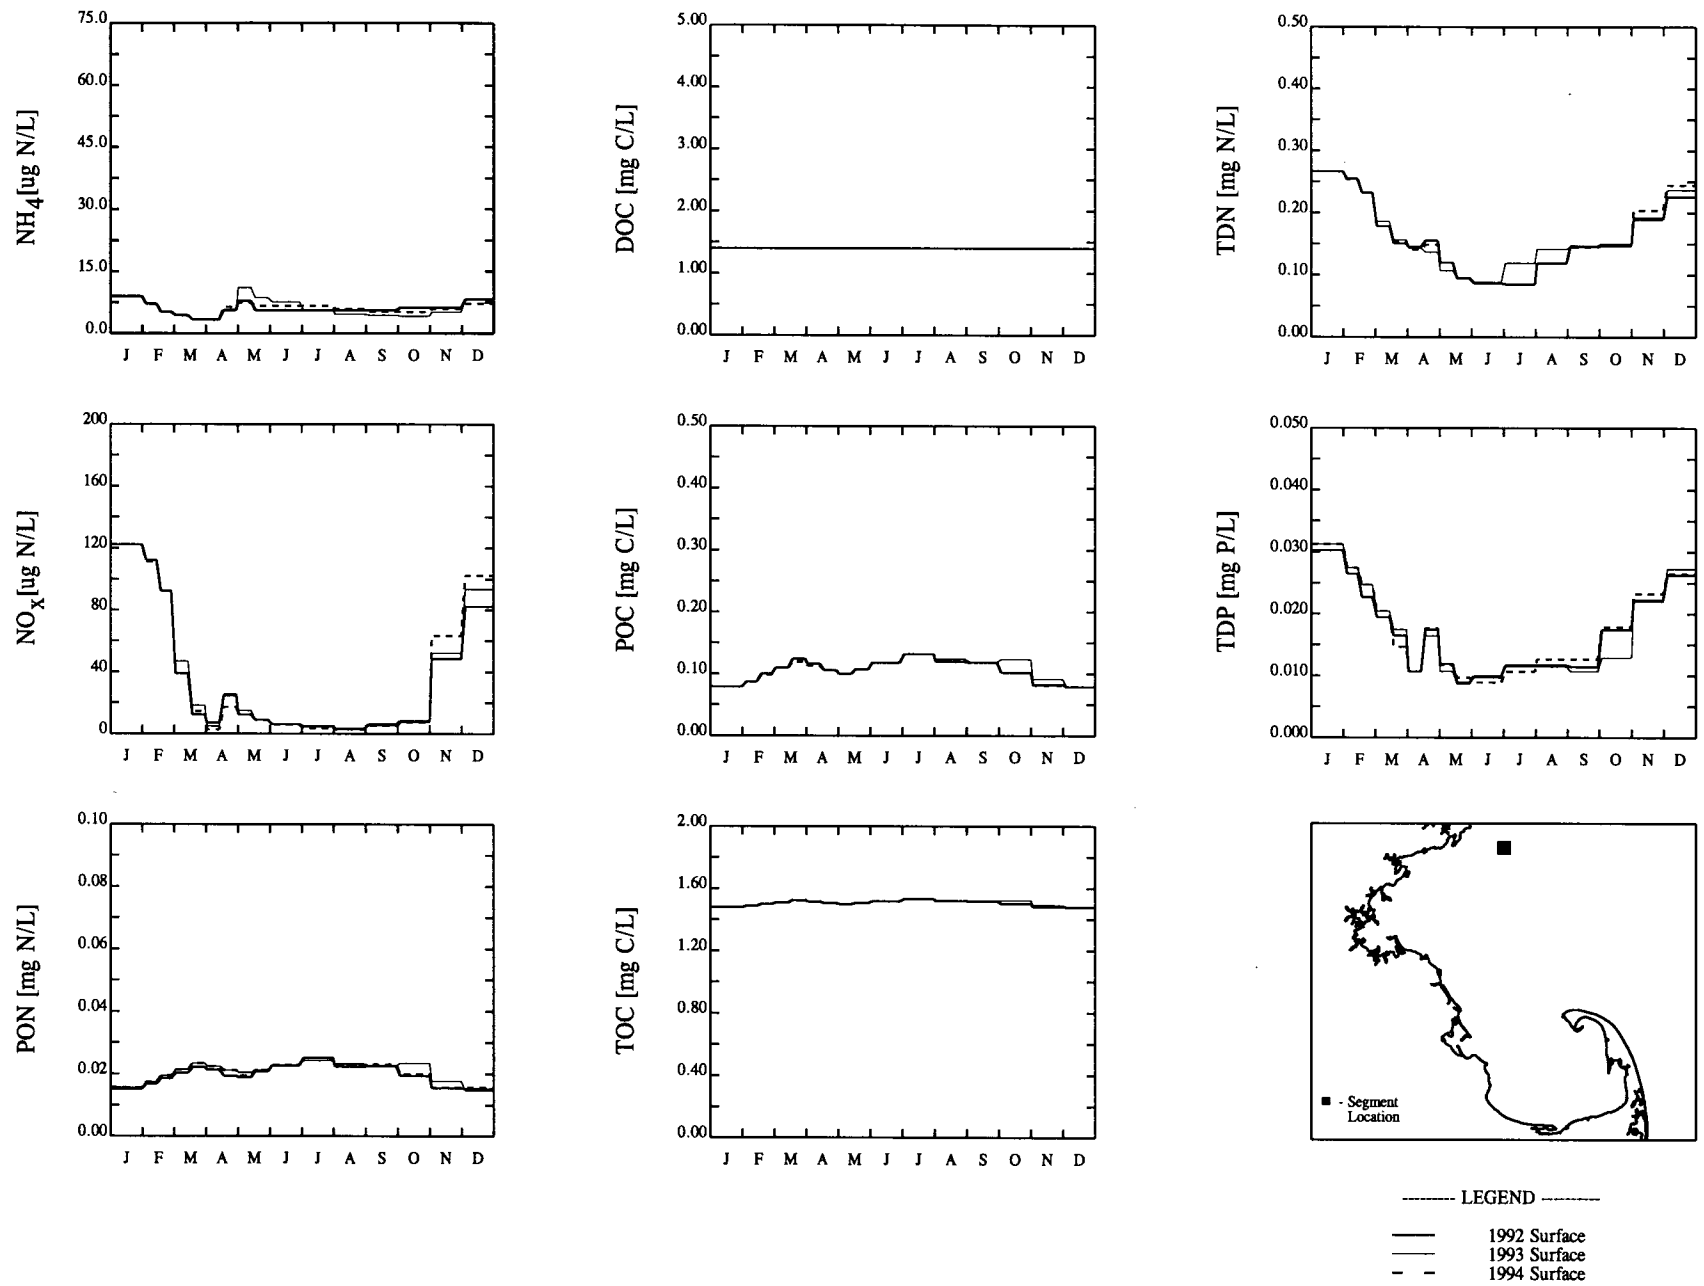 NH4[ug N/L]
75.0
60.0
45.0
30.0
15.0
0.0
J F M A M J J A S O N D
DOC [mg C/L]
5.00
4.00
3.00
2.00
1.00
0.00
J F M A M J J A S O N D
TDN [mg N/L]
0.50
0.40
0.30
0.20
0.10
0.00
J F M A M J J A S O N D
NOx[ug N/L]
200
160
120
80
40
0
J F M A M J J A S O N D
POC [mg C/L]
0.50
0.40
0.30
0.20
0.10
0.00
J F M A M J J A S O N D
TDP [mg P/L]
0.050
0.040
0.030
0.020
0.010
0.000
J F M A M J J A S O N D
PON [mg N/L]
0.10
0.08
0.06
0.04
0.02
0.00
J F M A M J J A S O N D
TOC [mg C/L]
2.00
1.60
1.20
0.80
0.40
0.00
J F M A M J J A S O N D
- Segment
Location
LEGEND
1992 Surface
1993 Surface
1994 Surface